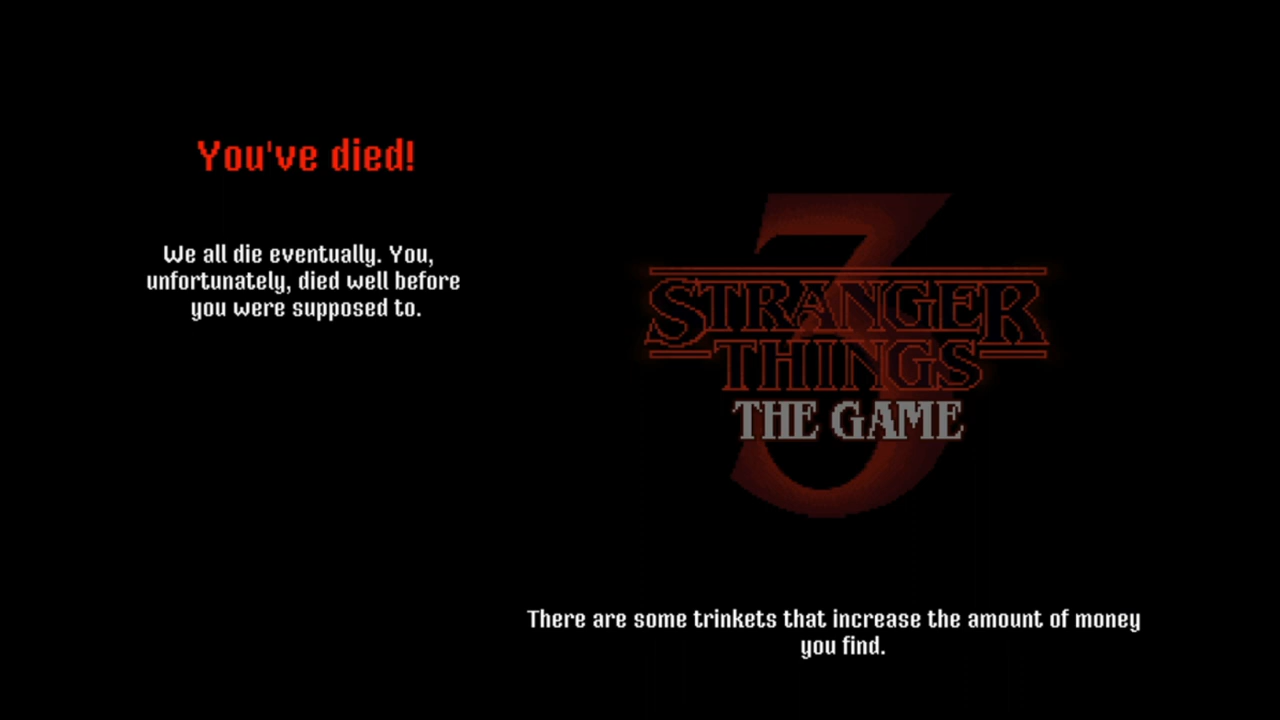 You've died!
We all die eventually. You,
unfortunately, died well before
you were supposed to.
3
STRANGER
THINGS
THE GAME
There are some trinkets that increase the amount of money
you find.